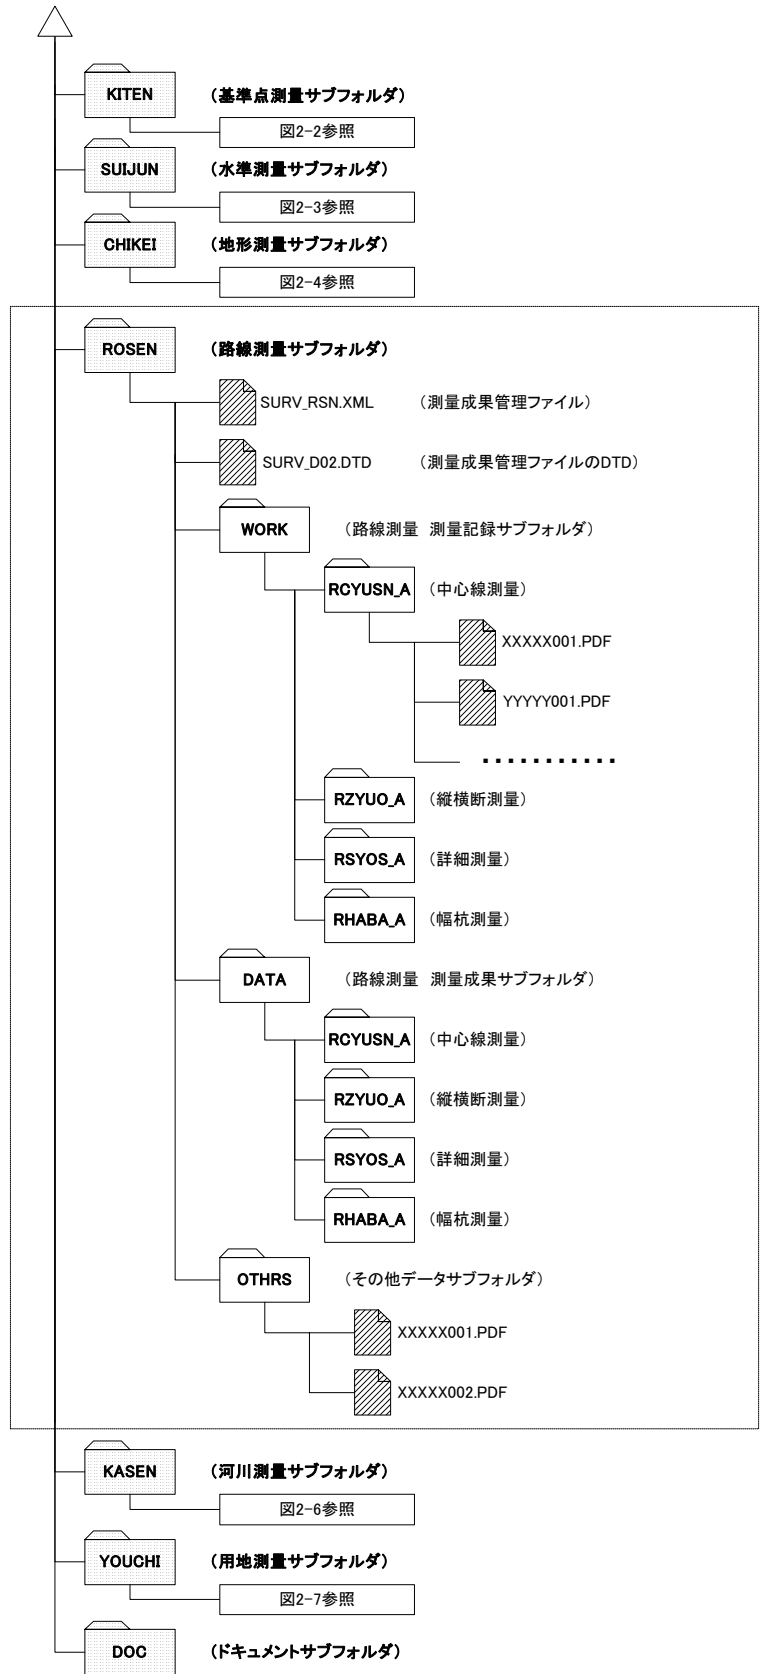 KITEN （基準点測量サブフォルダ）
図2-2参照
SUIJUN （水準測量サブフォルダ）
図2-3参照
CHIKEI （地形測量サブフォルダ）
図2-4参照
ROSEN （路線測量サブフォルダ）
SURV_RSN.XML （測量成果管理ファイル）
SURV_D02.DTD （測量成果管理ファイルのDTD）
WORK （路線測量 測量記録サブフォルダ）
RCYUSN_A （中心線測量）
XXXXX001.PDF
YYYYY001.PDF
・・・・・・・・・・・
RZYUO_A （縦横断測量）
RSYOS_A （詳細測量）
RHABA_A （幅杭測量）
DATA （路線測量 測量成果サブフォルダ）
RCYUSN_A （中心線測量）
RZYUO_A （縦横断測量）
RSYOS_A （詳細測量）
RHABA_A （幅杭測量）
OTHRS （その他データサブフォルダ）
XXXXX001.PDF
XXXXX002.PDF
KASEN （河川測量サブフォルダ）
図2-6参照
YOUCHI （用地測量サブフォルダ）
図2-7参照
DOC （ドキュメントサブフォルダ）